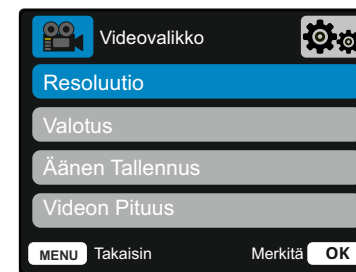 Videovalikko
Resoluutio
Valotus
Äänen Tallennus
Videon Pituus
MENU Takaisin Merkitä OK